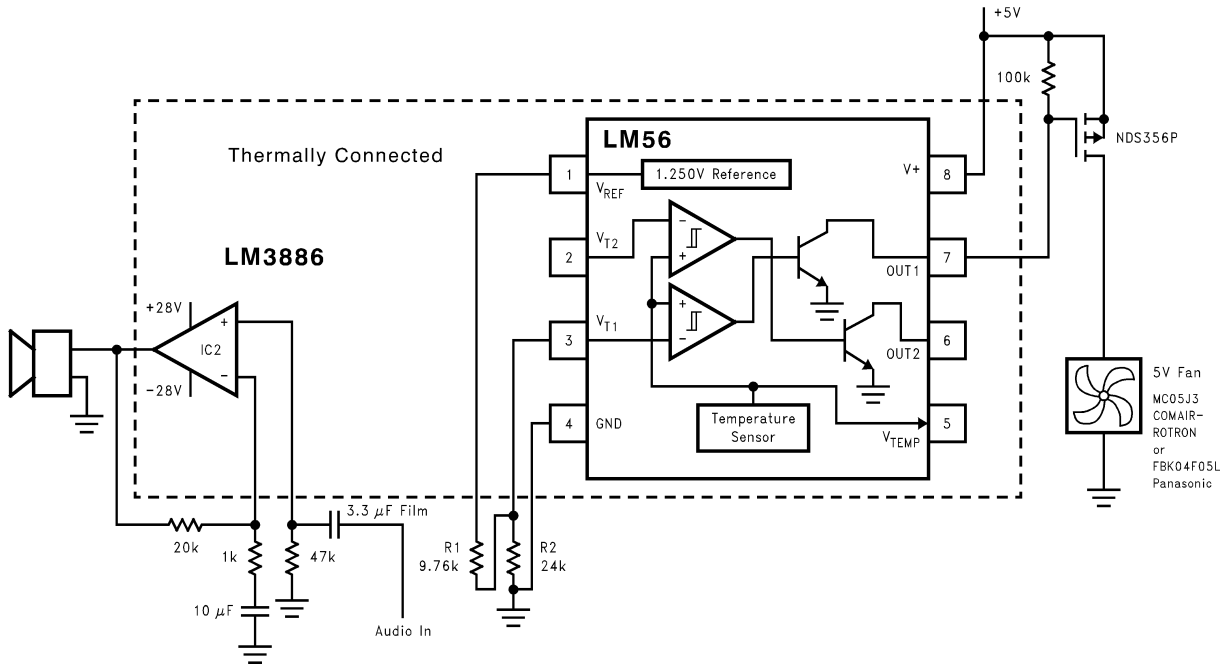 +5V
100k
NDS356P
Thermally Connected
LM56
1
V_REF
1.250V Reference
V+
8
LM3886
2
V_T2
−
+
OUT1
7
+28V
+
IC2
−
−28V
3
V_T1
+
−
OUT2
6
4
GND
Temperature
Sensor
V_TEMP
5
5V Fan
MC05J3
COMAIR-
ROTRON
or
FBK04F05L
Panasonic
20k
1k
47k
3.3 μF Film
10 μF
Audio In
R1
9.76k
R2
24k